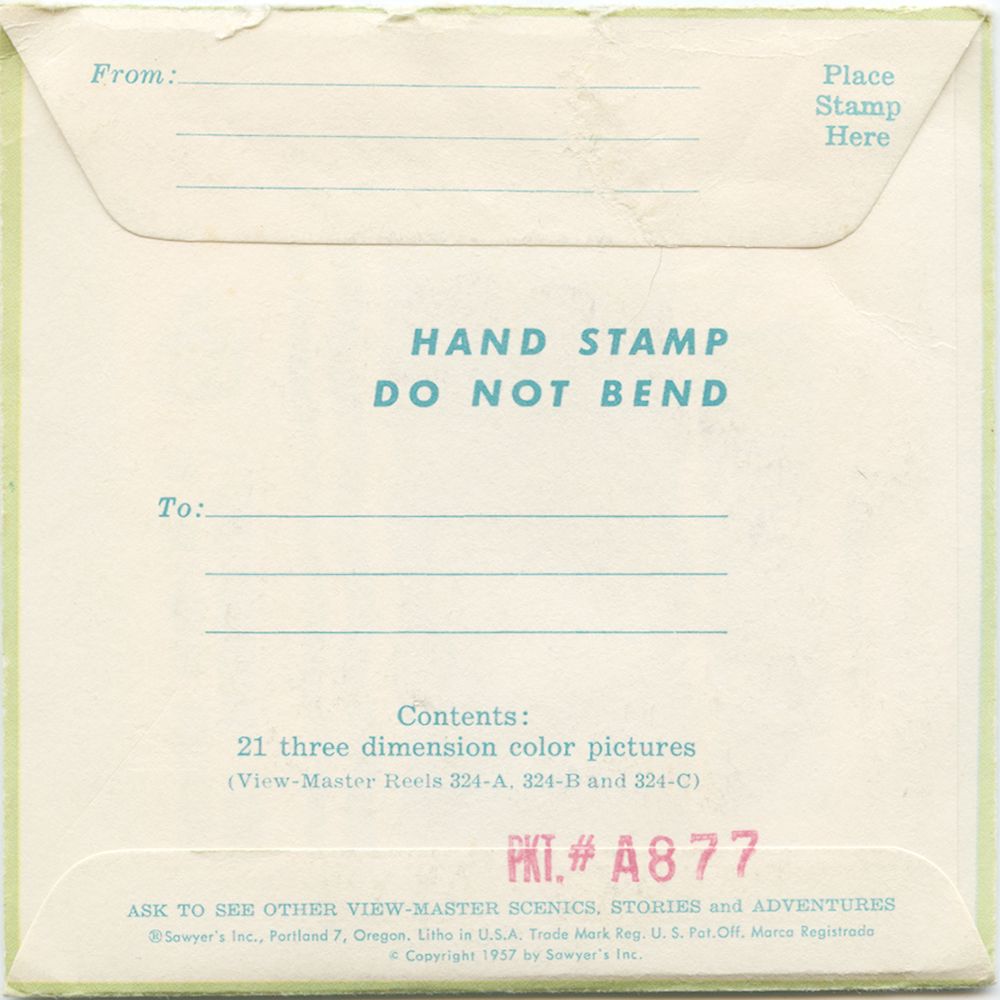 From:
Place
Stamp
Here
HAND STAMP
DO NOT BEND
To:
Contents:
21 three dimension color pictures
(View-Master Reels 324-A, 324-B and 324-C)
PKT.# A877
ASK TO SEE OTHER VIEW-MASTER SCENICS, STORIES and ADVENTURES
®Sawyer's Inc., Portland 7, Oregon. Litho in U.S.A. Trade Mark Reg. U. S. Pat.Off. Marca Registrada
© Copyright 1957 by Sawyer's Inc.